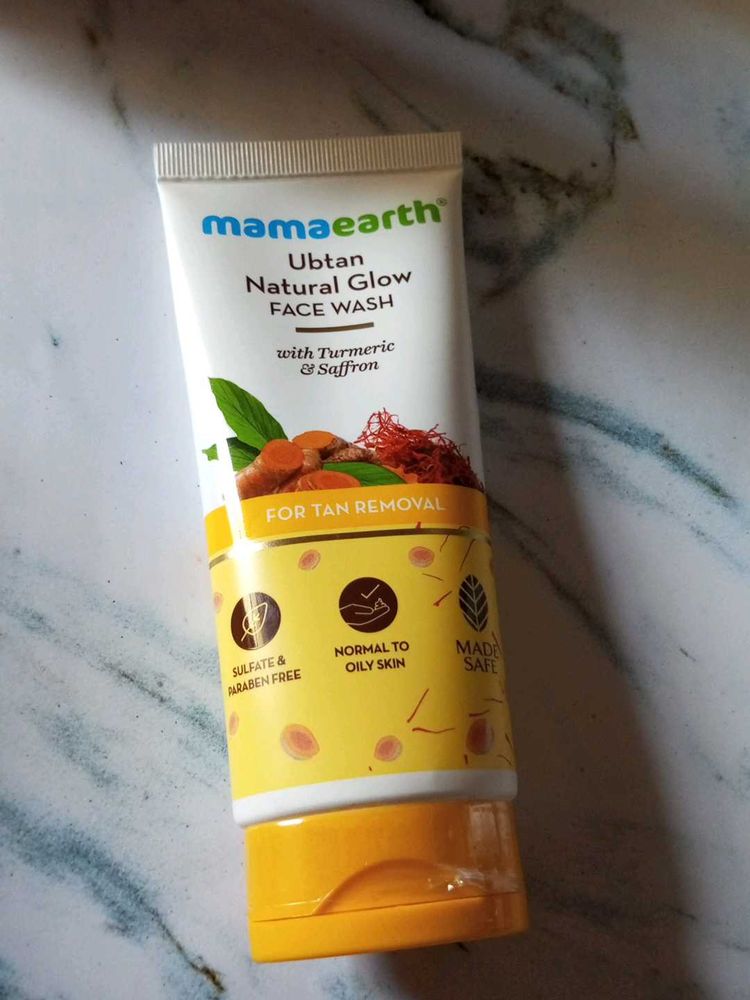 mamaearth®
Ubtan
Natural Glow
FACE WASH
with Turmeric
& Saffron
FOR TAN REMOVAL
SULFATE &
PARABEN FREE
NORMAL TO
OILY SKIN
MADE
SAFE